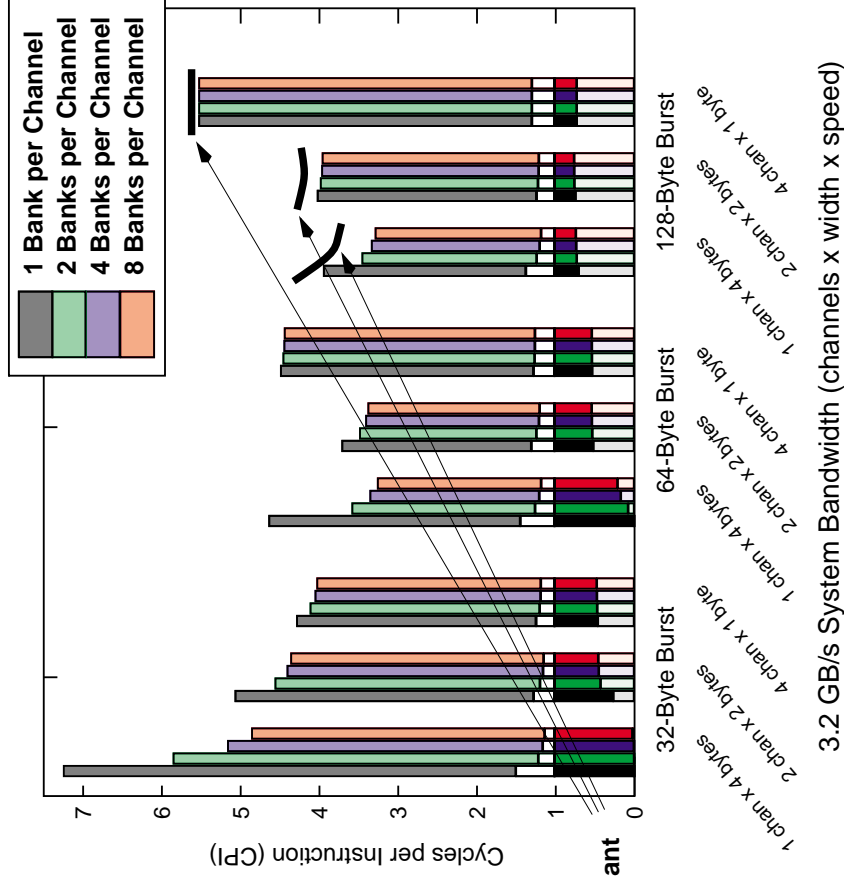 1 Bank per Channel
2 Banks per Channel
4 Banks per Channel
8 Banks per Channel
Cycles per Instruction (CPI)
7
6
5
4
3
2
1
0
ant
32-Byte Burst
64-Byte Burst
128-Byte Burst
1 chan x 4 bytes
2 chan x 2 bytes
4 chan x 1 byte
1 chan x 4 bytes
2 chan x 2 bytes
4 chan x 1 byte
1 chan x 4 bytes
2 chan x 2 bytes
4 chan x 1 byte
3.2 GB/s System Bandwidth (channels x width x speed)